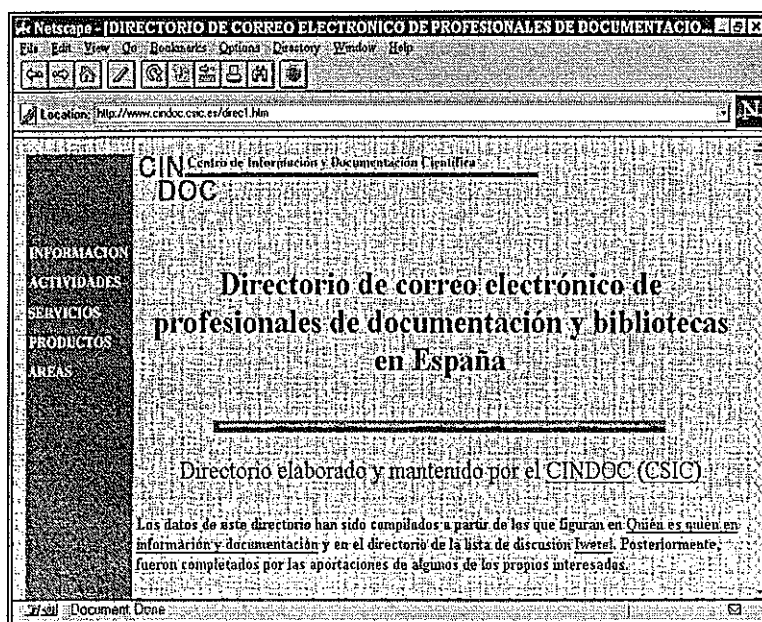 Netscape - [DIRECTORIO DE CORREO ELECTRONICO DE PROFESIONALES DE DOCUMENTACIO...
File Edit View Go Bookmarks Options Directory Window Help
Location: http://www.cindoc.csic.es/direc1.htm
N
CIN Centro de Información y Documentación Científica
DOC
INFORMACION
ACTIVIDADES
SERVICIOS
PRODUCTOS
AREAS
Directorio de correo electrónico de
profesionales de documentación y bibliotecas
en España
Directorio elaborado y mantenido por el CINDOC (CSIC)
Los datos de este directorio han sido compilados a partir de los que figuran en Quién es quien en
información y documentación y en el directorio de la lista de discusión Iwetel. Posteriormente,
fueron completados por las aportaciones de algunos de los propios interesados.
Document: Done